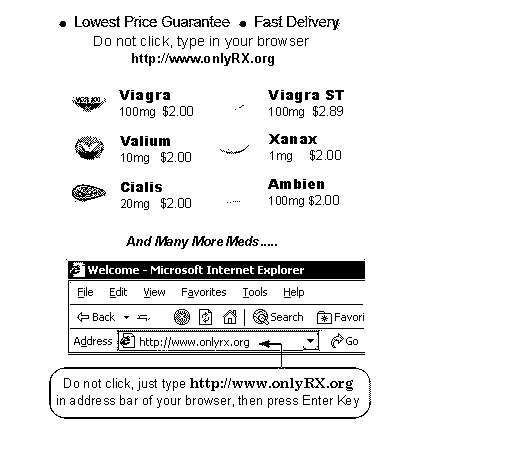 • Lowest Price Guarantee • Fast Delivery
Do not click, type in your browser
http://www.onlyRX.org
Viagra
100mg $2.00
Viagra ST
100mg $2.89
Valium
10mg $2.00
Xanax
1mg $2.00
Cialis
20mg $2.00
Ambien
100mg $2.00
And Many More Meds.....
Welcome - Microsoft Internet Explorer
File Edit View Favorites Tools Help
Back Search Favori
Address http://www.onlyrx.org Go
Do not click, just type http://www.onlyRX.org
in address bar of your browser, then press Enter Key